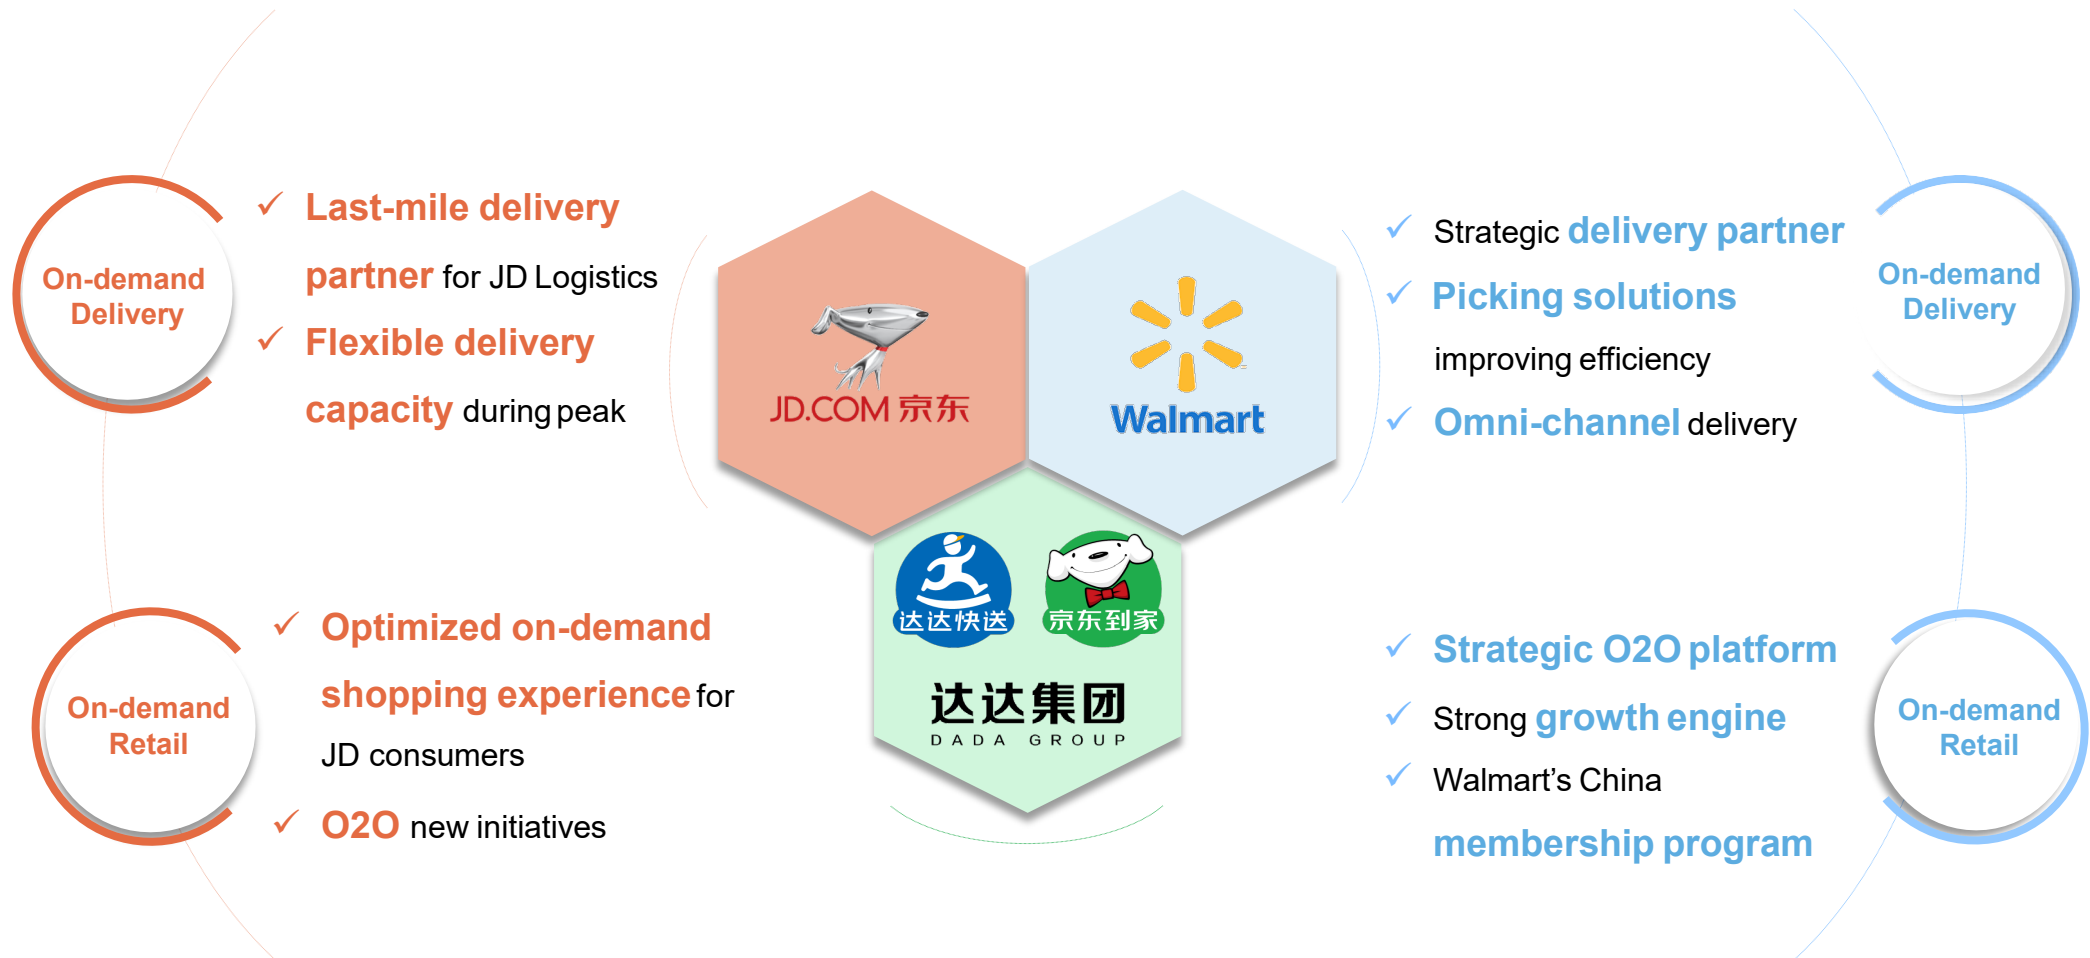 On-demand
Delivery
Last-mile delivery
partner for JD Logistics
Flexible delivery
capacity during peak
On-demand
Retail
Optimized on-demand
shopping experience for
JD consumers
O2O new initiatives
JD.COM 京东
Walmart
达达快送
京东到家
达达集团
DADA GROUP
Strategic delivery partner
Picking solutions
improving efficiency
Omni-channel delivery
On-demand
Delivery
Strategic O2O platform
Strong growth engine
Walmart’s China
membership program
On-demand
Retail